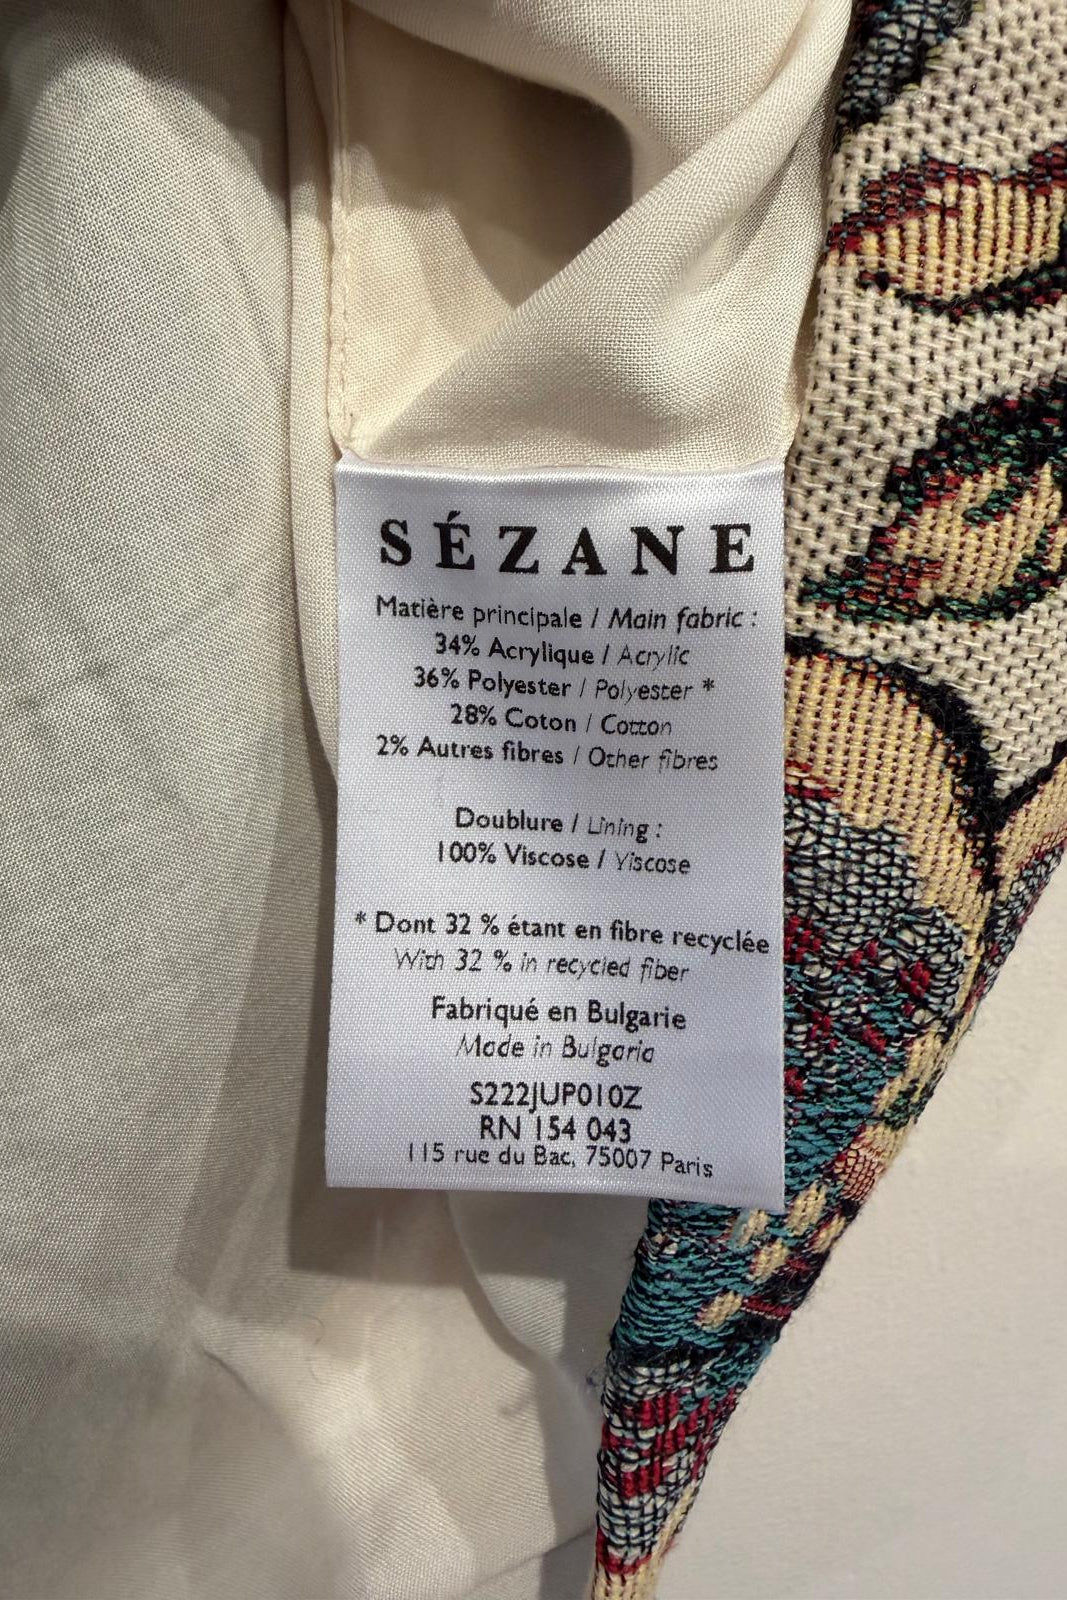 SÉZANE
Matière principale / Main fabric :
34% Acrylique / Acrylic
36% Polyester / Polyester *
28% Coton / Cotton
2% Autres fibres / Other fibres
Doublure / Lining :
100% Viscose / Viscose
* Dont 32 % étant en fibre recyclée
With 32 % in recycled fiber
Fabriqué en Bulgarie
Made in Bulgaria
S222JUP010Z
RN 154 043
115 rue du Bac, 75007 Paris